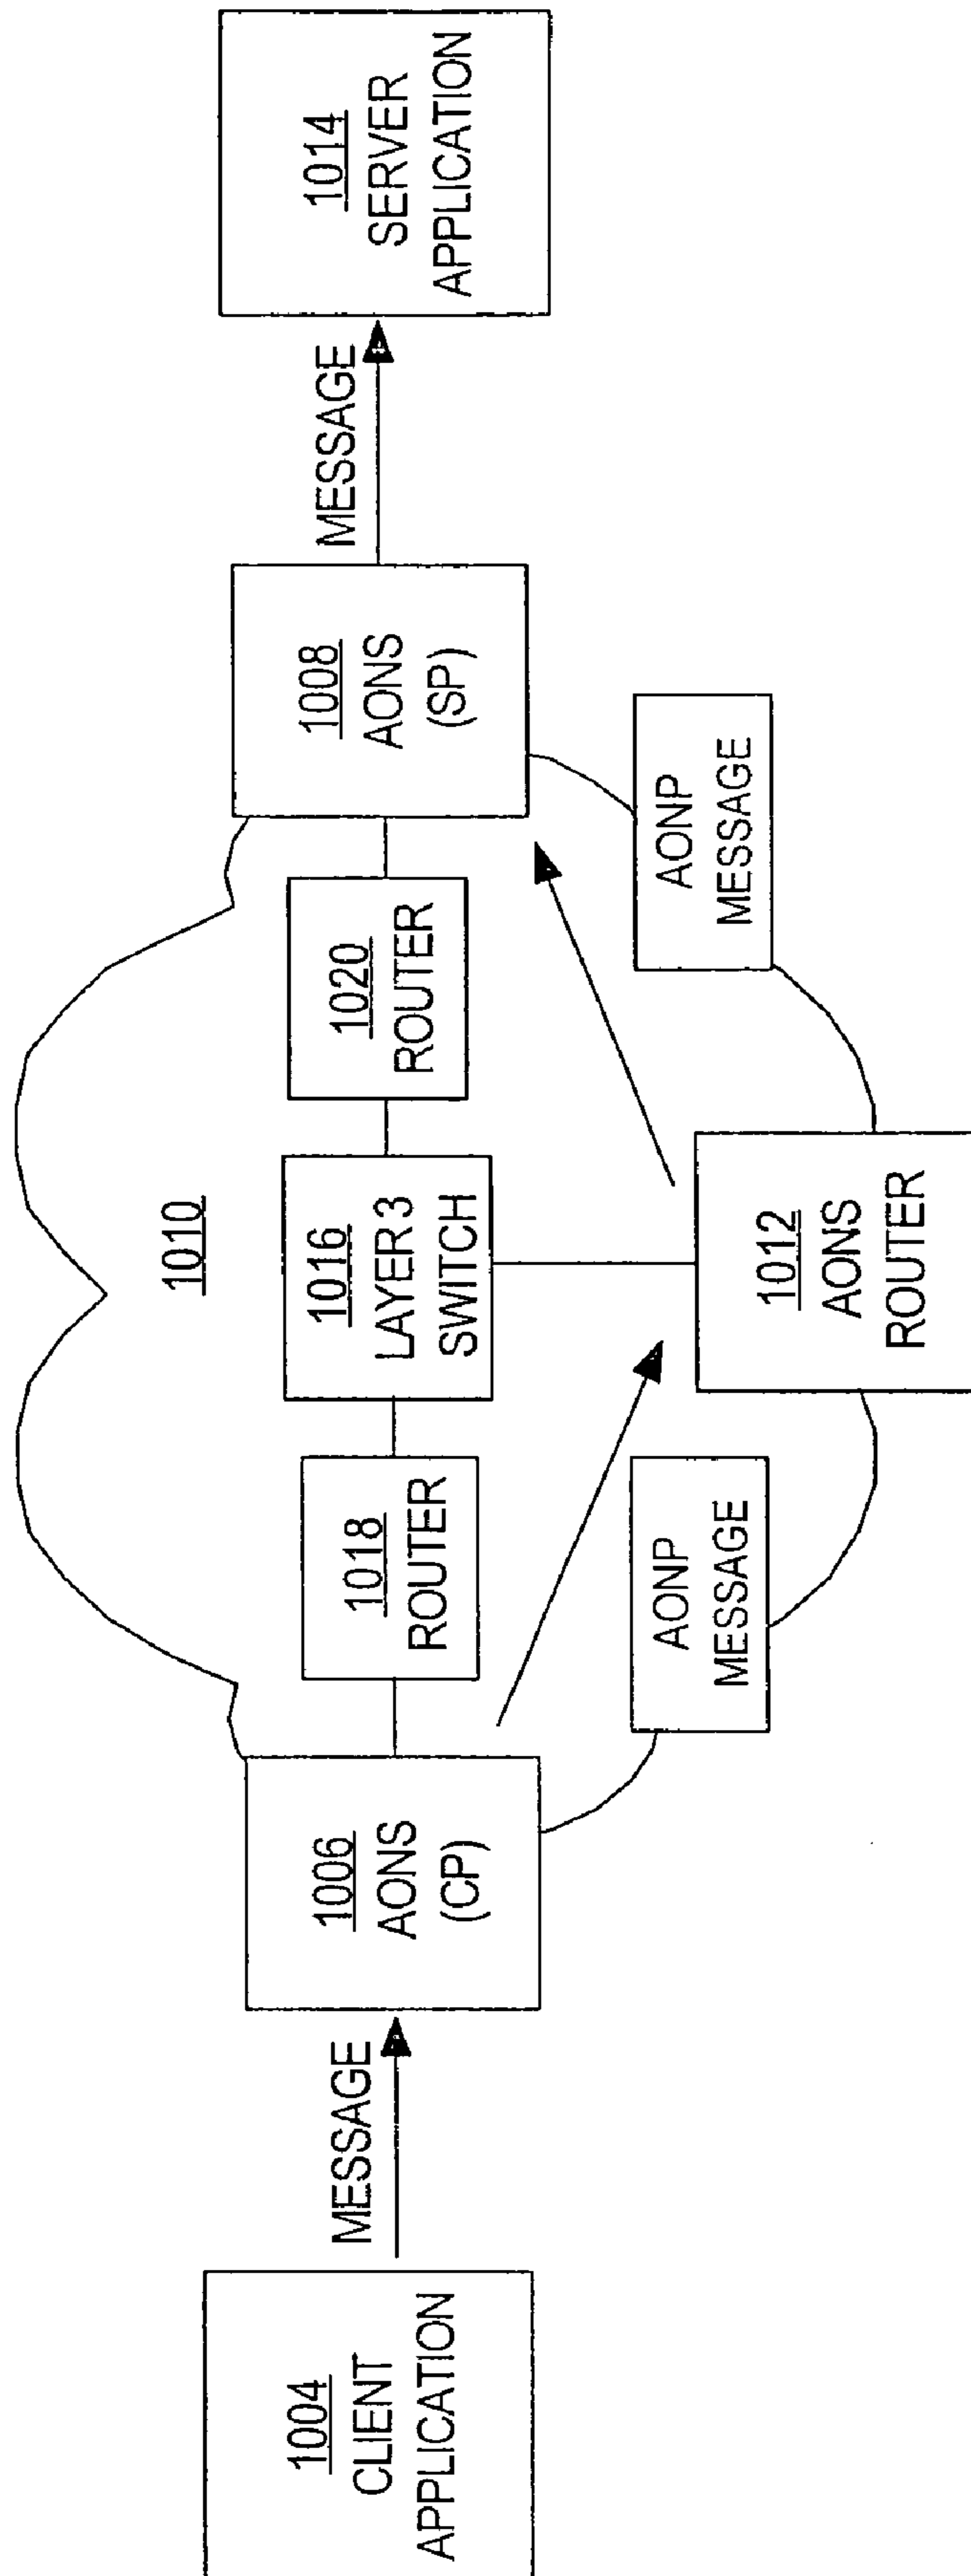 1004
CLIENT
APPLICATION
MESSAGE
1006
AONS
(CP)
1018
ROUTER
1010
1016
LAYER 3
SWITCH
1020
ROUTER
1008
AONS
(SP)
MESSAGE
1014
SERVER
APPLICATION
AONP
MESSAGE
1012
AONS
ROUTER
AONP
MESSAGE